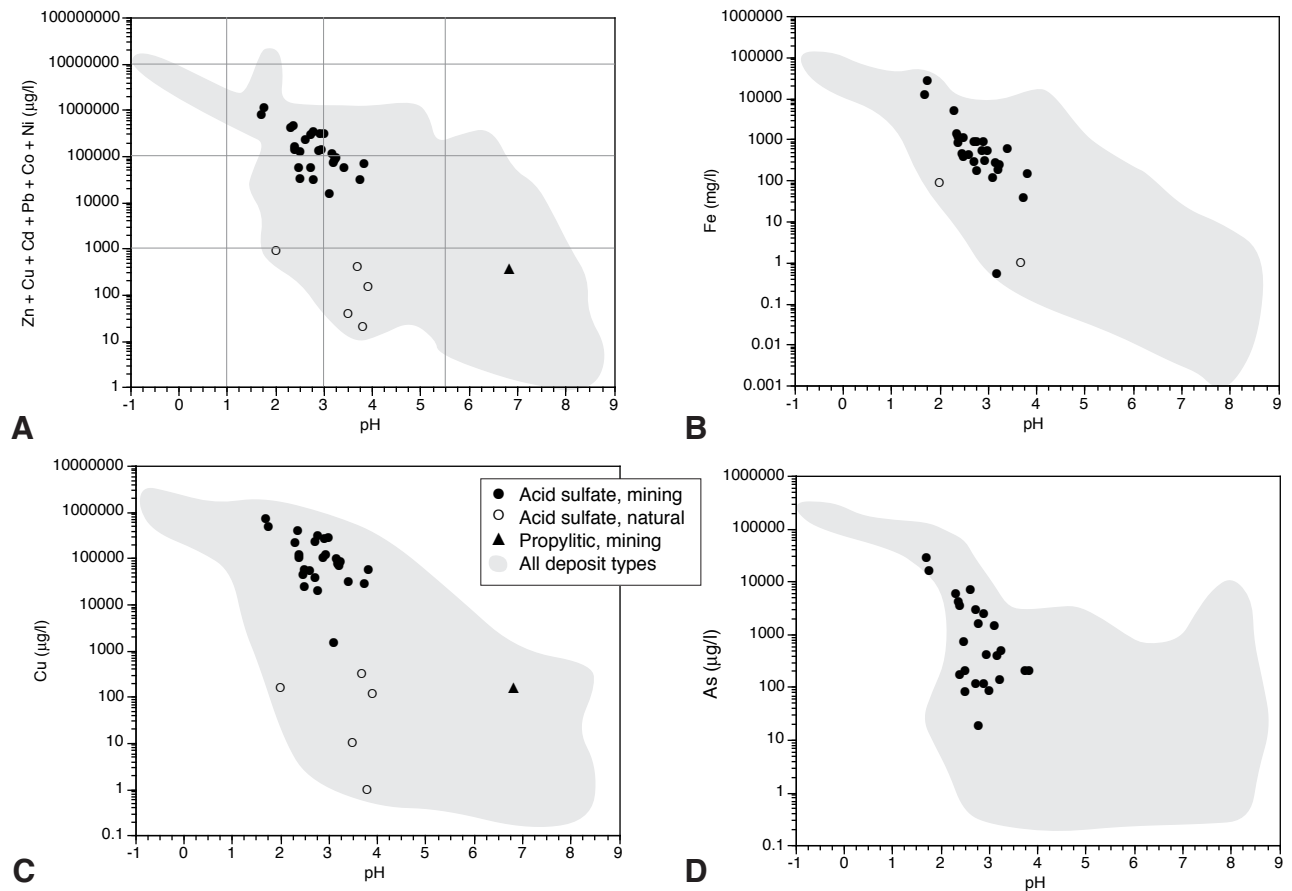 100000000
10000000
1000000
100000
10000
1000
100
10
1
Zn + Cu + Cd + Pb + Co + Ni (µg/l)
-1 0 1 2 3 4 5 6 7 8 9
pH
A
1000000
100000
10000
1000
100
10
1
0.1
0.01
0.001
Fe (mg/l)
-1 0 1 2 3 4 5 6 7 8 9
pH
B
10000000
1000000
100000
10000
1000
100
10
1
0.1
Cu (µg/l)
-1 0 1 2 3 4 5 6 7 8 9
pH
C
Acid sulfate, mining
Acid sulfate, natural
Propylitic, mining
All deposit types
1000000
100000
10000
1000
100
10
1
0.1
As (µg/l)
-1 0 1 2 3 4 5 6 7 8 9
pH
D